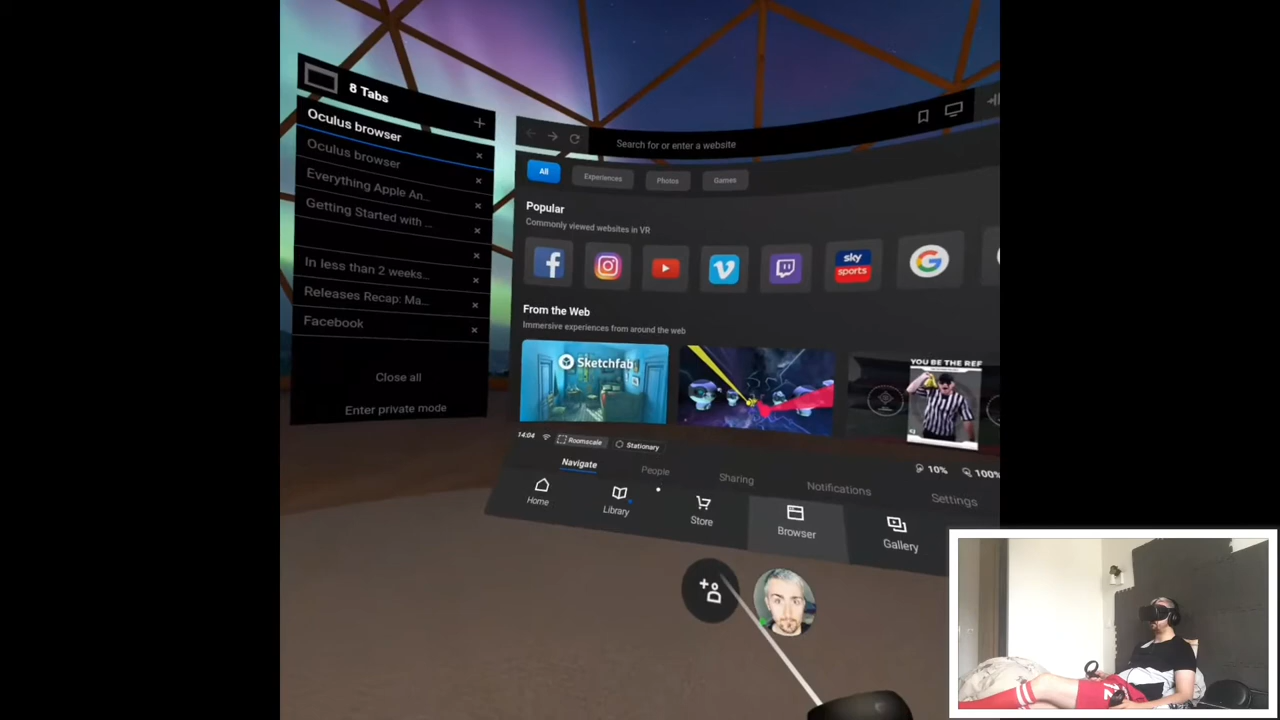 8 Tabs
+
Oculus browser
×
Oculus browser
×
Everything Apple An...
×
Getting Started with ...
×
×
In less than 2 weeks...
×
Releases Recap: Ma...
×
Facebook
×
Close all
Enter private mode
Search for or enter a website
All
Experiences
Photos
Games
Popular
Commonly viewed websites in VR
sky
sports
From the Web
Immersive experiences from around the web
Sketchfab
YOU BE THE REF
14:04
Roomscale
Stationary
10%
100%
Navigate
People
Sharing
Notifications
Settings
Home
Library
Store
Browser
Gallery